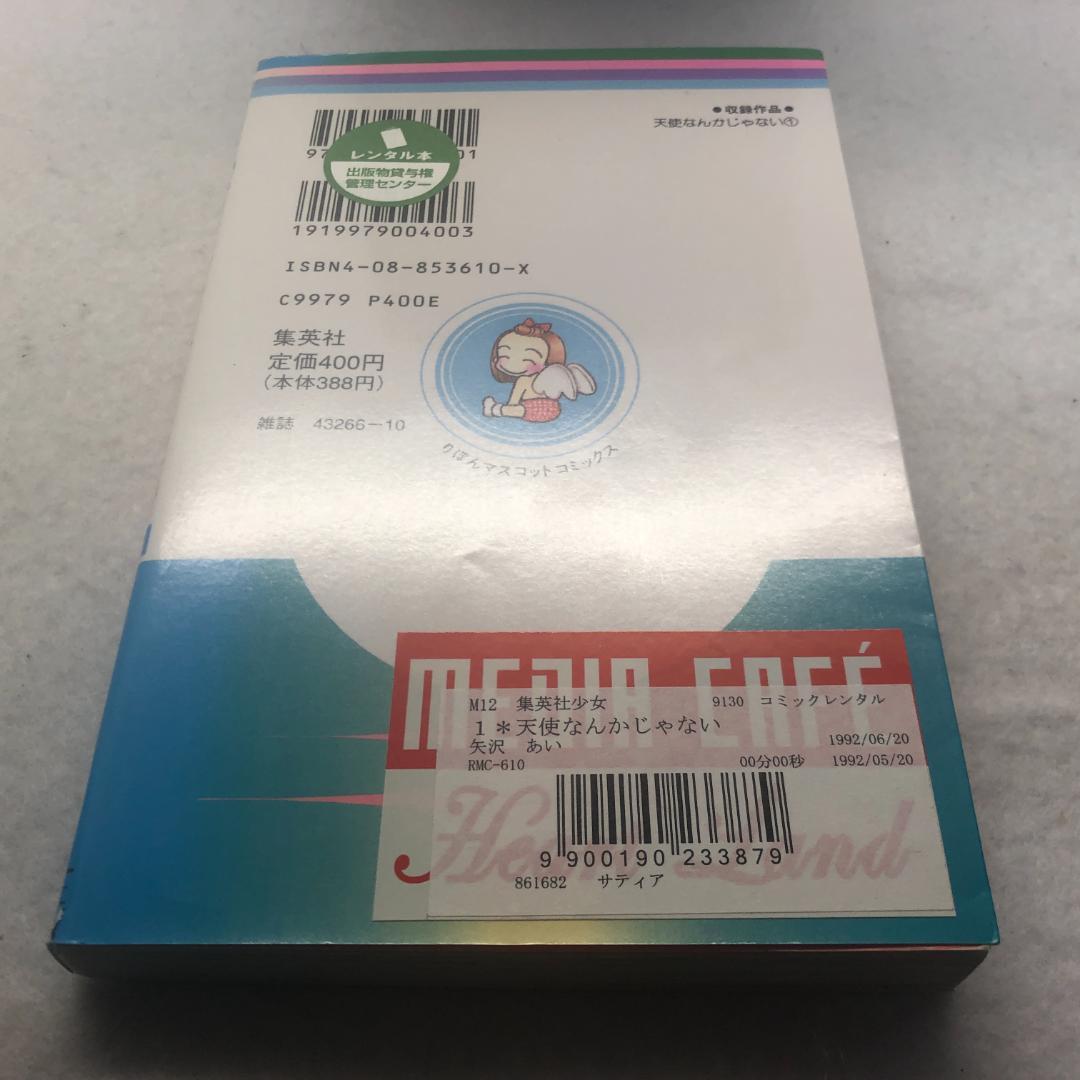 ●収録作品●
天使なんかじゃない①
97 01
レンタル本
出版物貸与権
管理センター
1919979004003
ISBN4-08-853610-X
C9979 P400E
集英社
定価400円
(本体388円)
雑誌 43266-10
りぼんマスコットコミックス
MEDIA CAFÉ
M12 集英社少女 9130 コミックレンタル
1＊天使なんかじゃない
矢沢 あい 1992/06/20
RMC-610 00分00秒 1992/05/20
9 900190 233879
861682 サティア